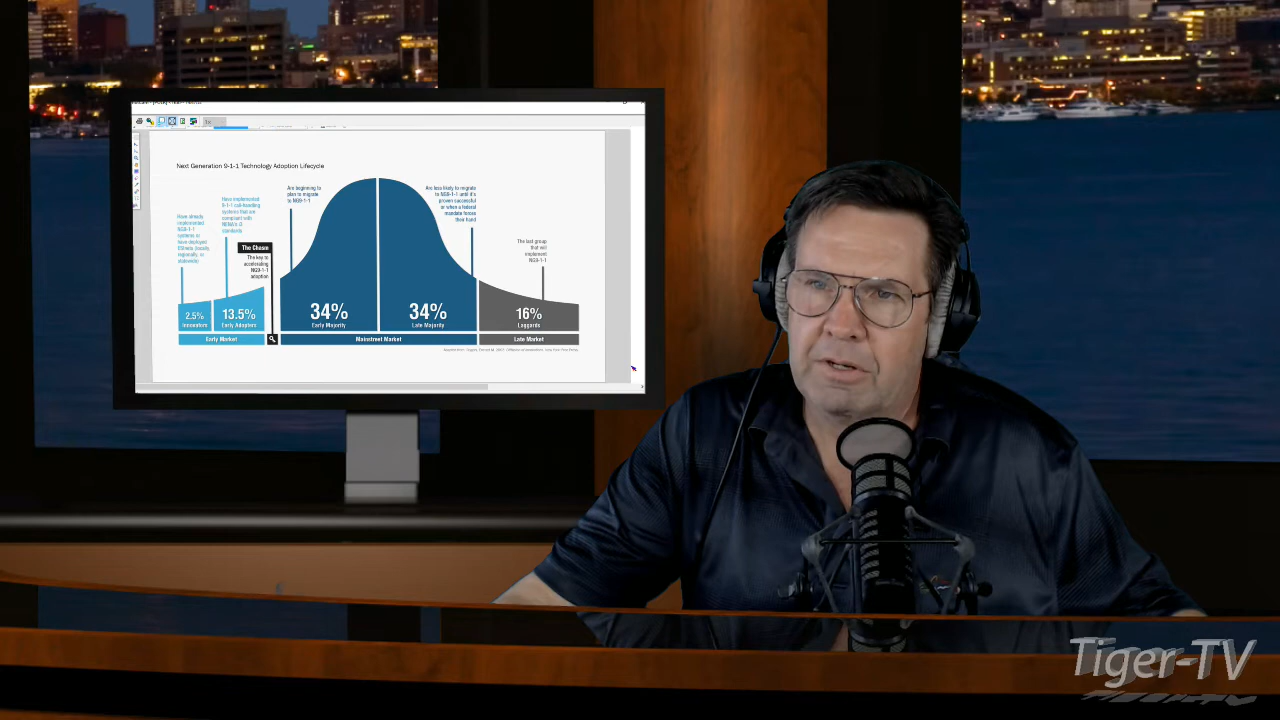 Next Generation 9-1-1 Technology Adoption Lifecycle
Have already
implemented
NG9-1-1
systems or
have deployed
ESInets (locally,
regionally, or
statewide)
Have implemented
9-1-1 call-handling
systems that are
compliant with
NENA's i3
standards
The Chasm
The key to
accelerating
NG9-1-1
adoption
Are beginning to
plan to migrate
to NG9-1-1
Are less likely to migrate
to NG9-1-1 until it's
proven successful
or when a federal
mandate forces
their hand
The last group
that will
implement
NG9-1-1
2.5%
Innovators
13.5%
Early Adopters
34%
Early Majority
34%
Late Majority
16%
Laggards
Early Market
Mainstreet Market
Late Market
Tiger-TV